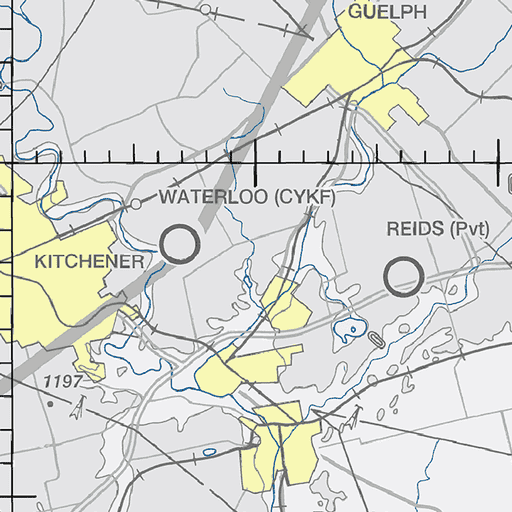 GUELPH
WATERLOO (CYKF)
REIDS (Pvt)
KITCHENER
1197